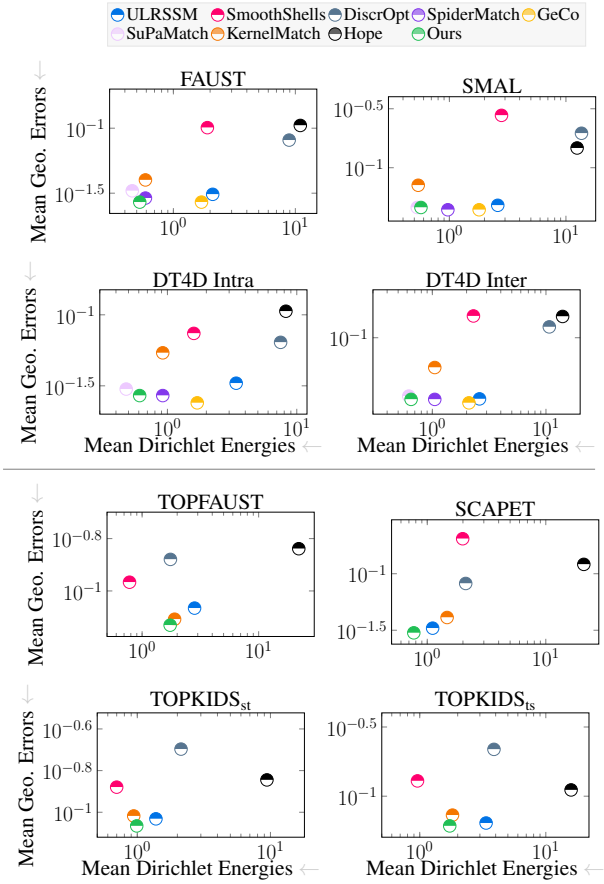 ULRSSM SmoothShells DiscrOpt SpiderMatch GeCo
SuPaMatch KernelMatch Hope Ours
FAUST
SMAL
Mean Geo. Errors ←
10^−1
10^−1.5
10^0 10^1
10^−0.5
10^−1
10^0 10^1
DT4D Intra
DT4D Inter
Mean Geo. Errors ←
10^−1
10^−1.5
10^0 10^1
10^−1
10^0 10^1
Mean Dirichlet Energies ←
Mean Dirichlet Energies ←
TOPFAUST
SCAPET
Mean Geo. Errors ←
10^−0.8
10^−1
10^0 10^1
10^−1
10^−1.5
10^0 10^1
TOPKIDS_st
TOPKIDS_ts
Mean Geo. Errors ←
10^−0.6
10^−0.8
10^−1
10^0 10^1
10^−0.5
10^−1
10^0 10^1
Mean Dirichlet Energies ←
Mean Dirichlet Energies ←